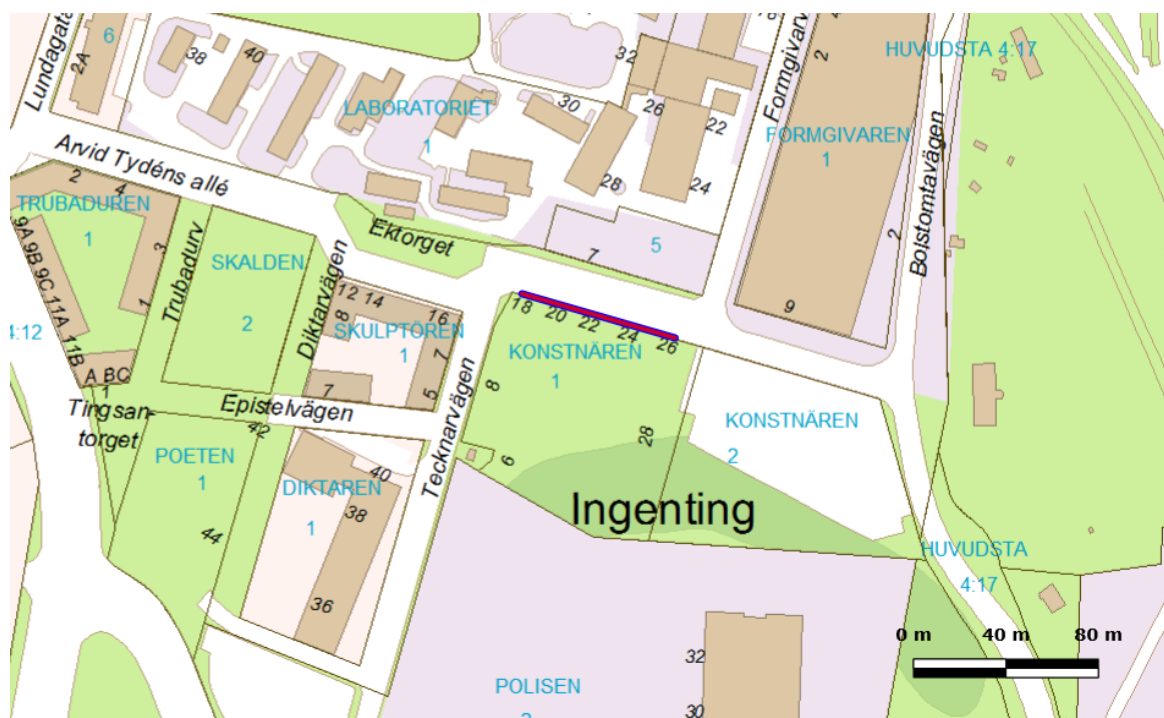 6
2A
Lundagata
38
40
32
30
26
22
28
24
LABORATORIET
1
Formgivarv
2
FORMGIVAREN
1
2
9
HUVUDSTA 4:17
Bolstomtavägen
Arvid Tydéns allé
2
4
TRUBADUREN
1
9A 9B 9C 11A 11B
3
1
A BC
1
4:12
Trubadurv
SKALDEN
2
Diktarvägen
Ektorget
7
5
12 14
16
8
SKULPTÖREN
1
7
7
5
18
20
22
24
26
KONSTNÄREN
1
8
6
28
KONSTNÄREN
2
Tingsan-
torget
Epistelvägen
Tecknarvägen
42
POETEN
1
44
40
DIKTAREN
1
38
36
Ingenting
HUVUDSTA
4:17
0 m 40 m 80 m
32
30
POLISEN